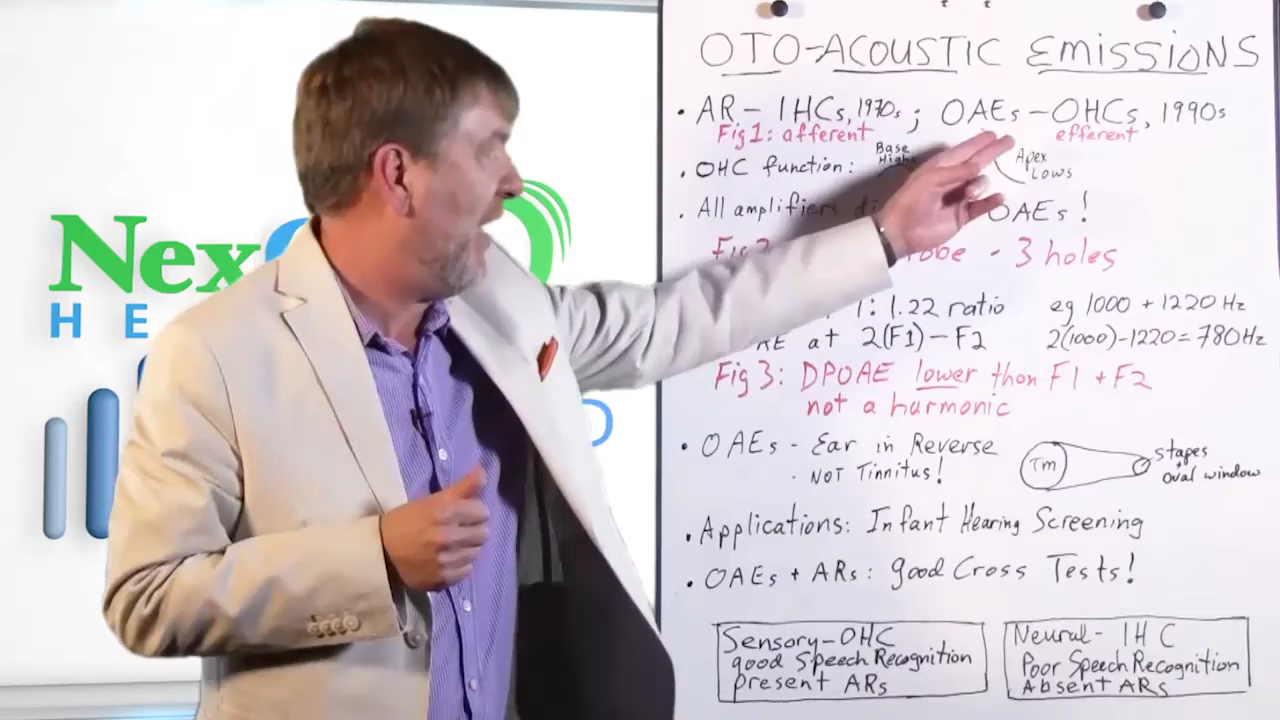 Nex
HE
OTO-ACOUSTIC EMISSIONS
• AR – IHCs, 1970s ; OAEs – OHCs, 1990s
Fig 1: afferent efferent
• OHC function: Base Apex Lows
• All amplifiers OAEs!
- 3 holes
1: 1.22 ratio eg 1000 + 1220 Hz
at 2(F1) – F2 2(1000)-1220 = 780Hz
Fig 3: DPOAE lower than F1 + F2
not a harmonic
• OAEs - Ear in Reverse
• NOT Tinnitus!
Tm stapes
oval window
• Applications: Infant Hearing Screening
• OAEs + ARs: good Cross Tests!
Sensory-OHC
good Speech Recognition
present ARs
Neural- IHC
Poor Speech Recognition
Absent ARs